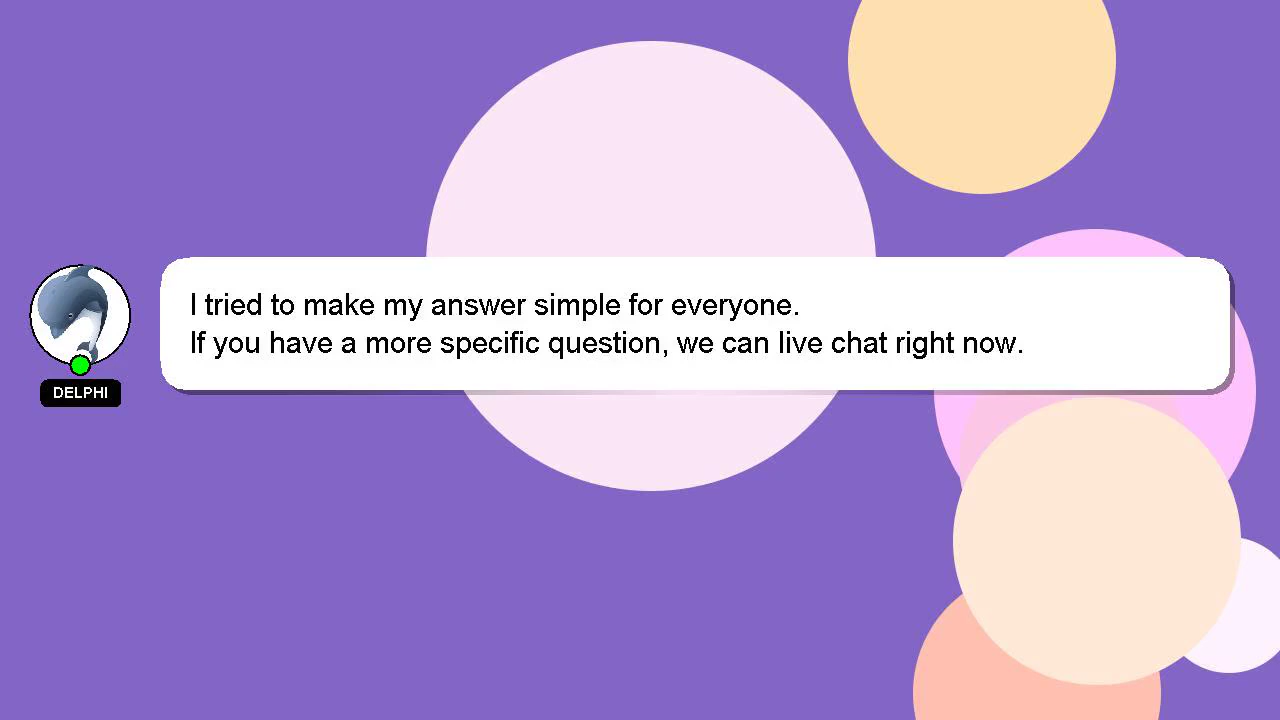 I tried to make my answer simple for everyone.
If you have a more specific question, we can live chat right now.
DELPHI